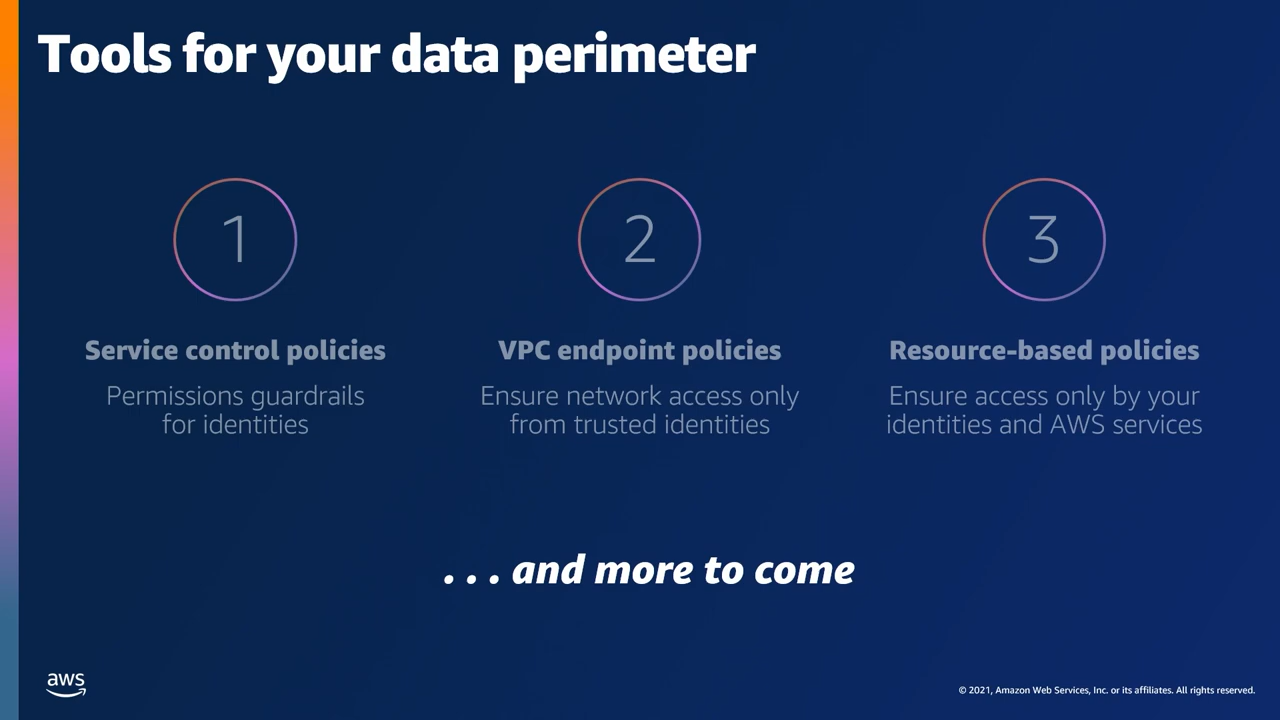 Tools for your data perimeter
1
Service control policies
Permissions guardrails
for identities
2
VPC endpoint policies
Ensure network access only
from trusted identities
3
Resource-based policies
Ensure access only by your
identities and AWS services
. . . and more to come
aws
© 2021, Amazon Web Services, Inc. or its affiliates. All rights reserved.